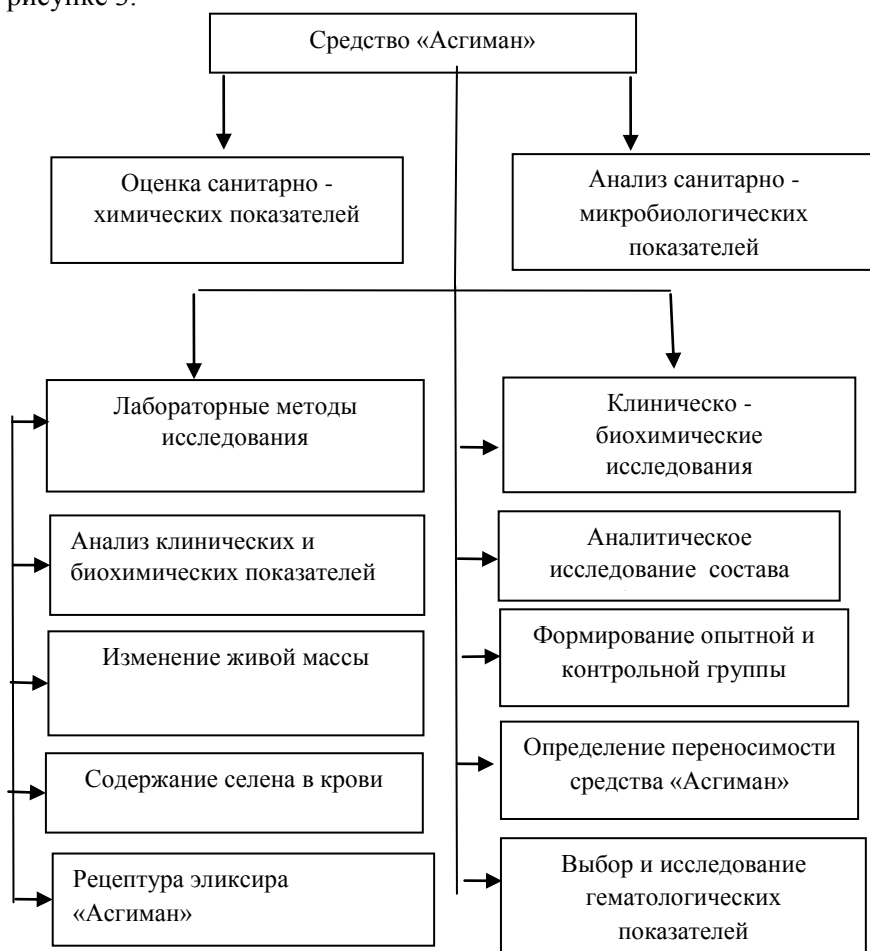 рисунке 3.
Средство «Асгиман»
Оценка санитарно -
химических показателей
Анализ санитарно -
микробиологических
показателей
Лабораторные методы
исследования
Клиническо -
биохимические
исследования
Анализ клинических и
биохимических показателей
Аналитическое
исследование состава
Изменение живой массы
Формирование опытной и
контрольной группы
Содержание селена в крови
Определение переносимости
средства «Асгиман»
Рецептура эликсира
«Асгиман»
Выбор и исследование
гематологических
показателей